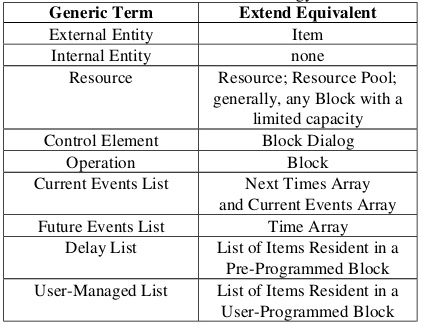 Generic Term Extend Equivalent
External Entity Item
Internal Entity none
Resource Resource; Resource Pool;
generally, any Block with a
limited capacity
Control Element Block Dialog
Operation Block
Current Events List Next Times Array
and Current Events Array
Future Events List Time Array
Delay List List of Items Resident in a
Pre-Programmed Block
User-Managed List List of Items Resident in a
User-Programmed Block